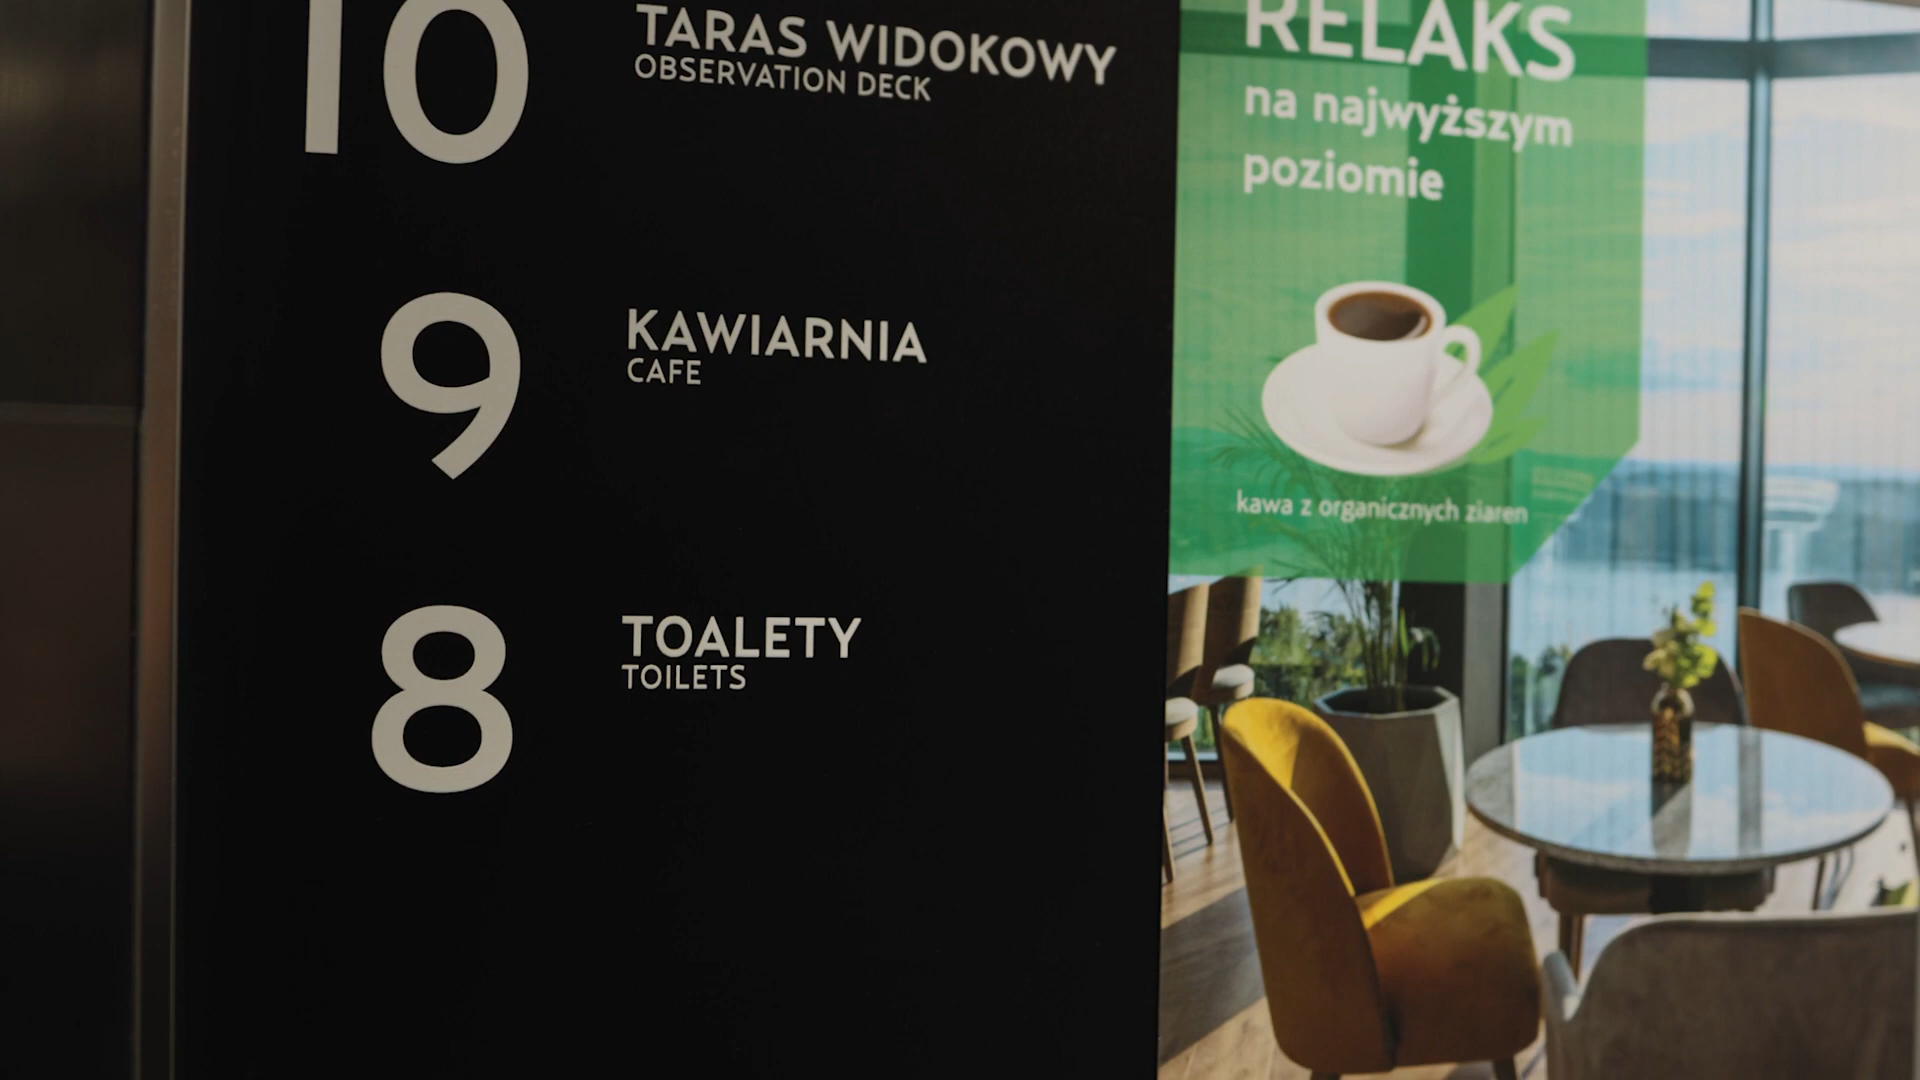 10
TARAS WIDOKOWY
OBSERVATION DECK
9
KAWIARNIA
CAFE
8
TOALETY
TOILETS
RELAKS
na najwyższym
poziomie
kawa z organicznych ziaren